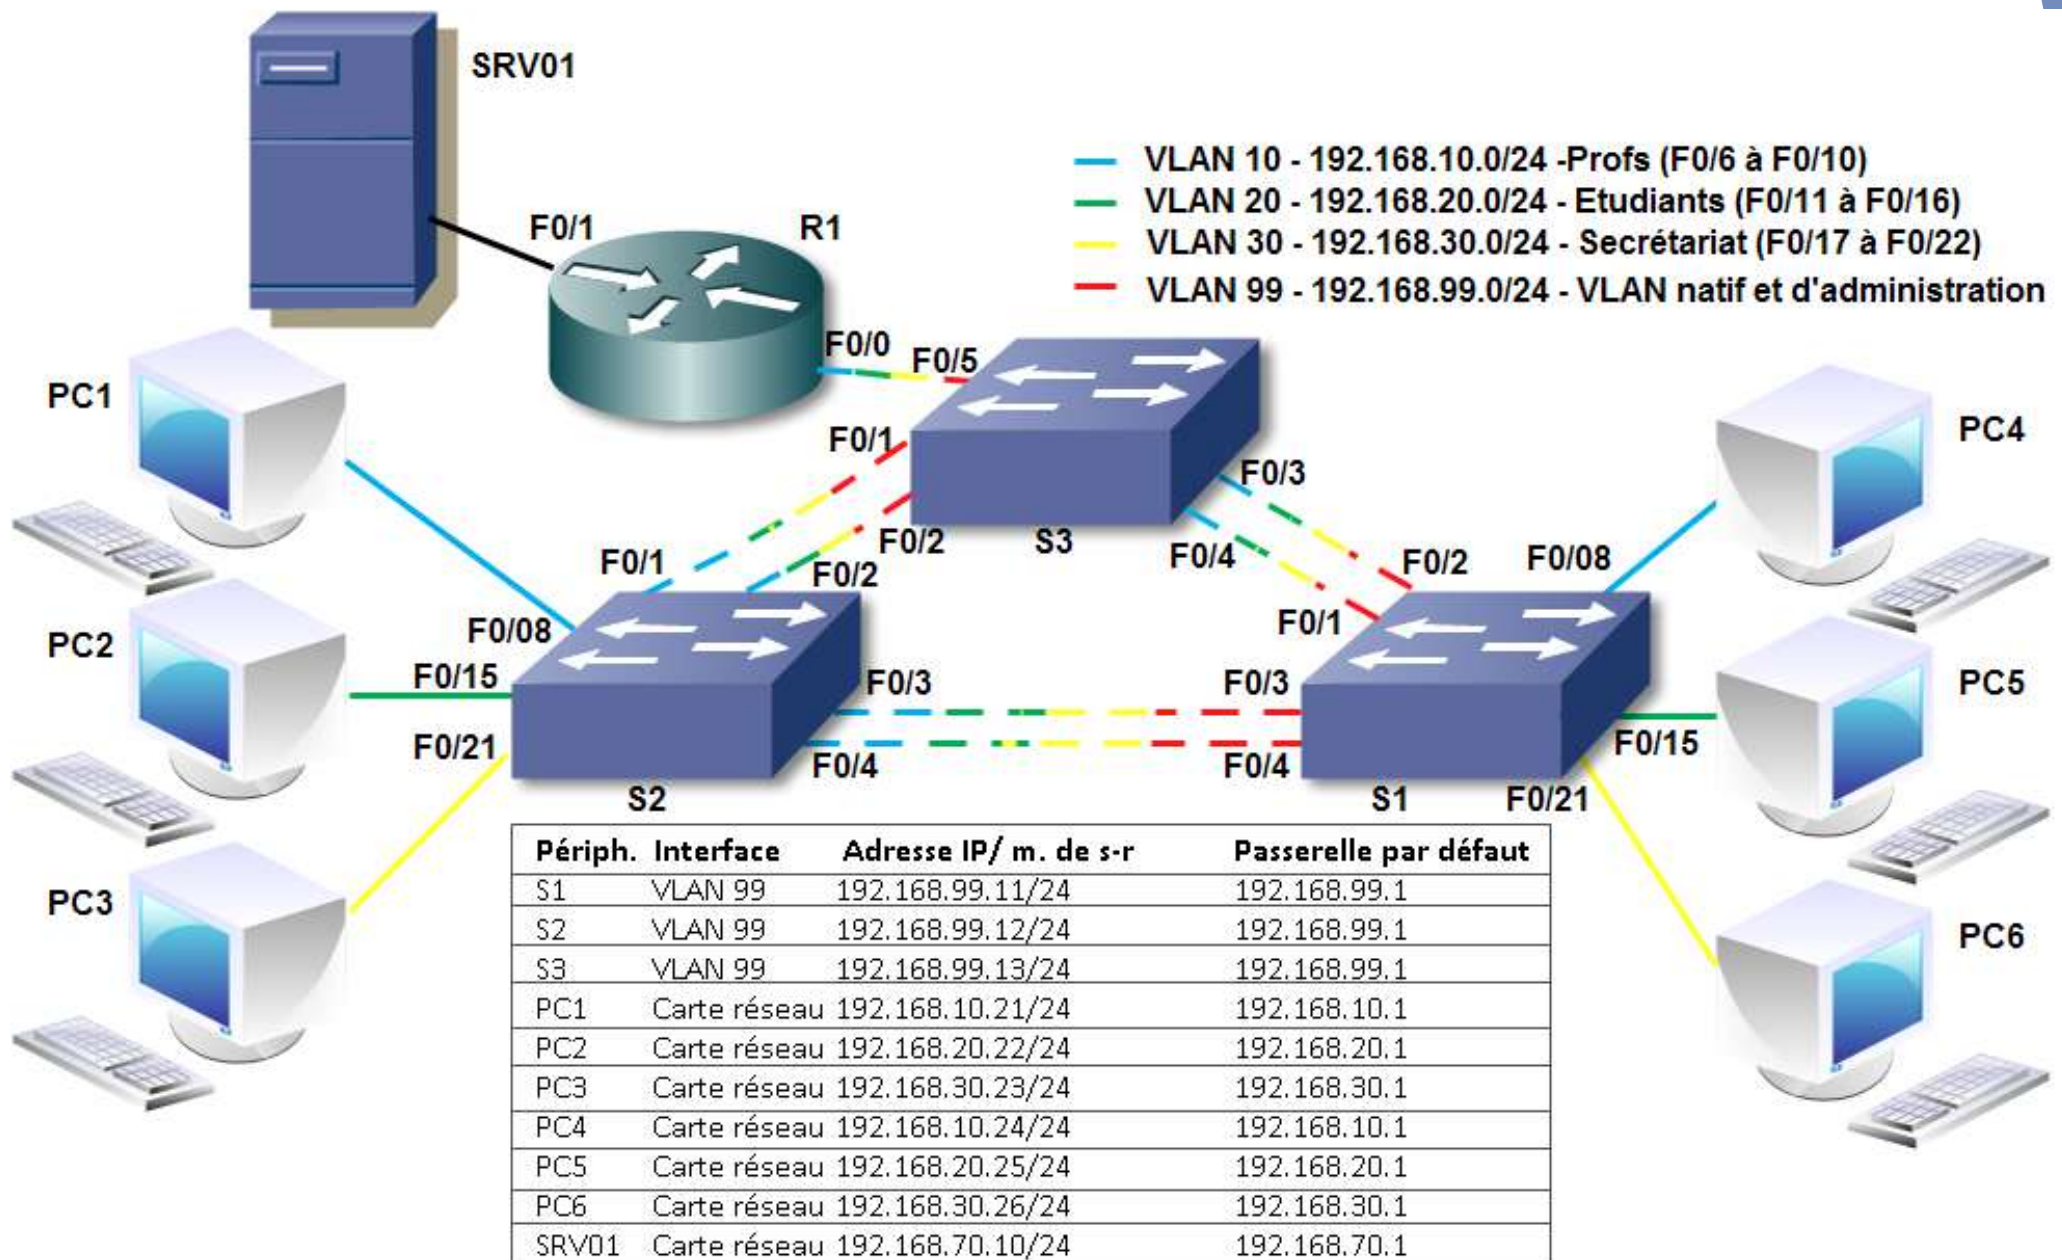 SRV01
F0/1
R1
VLAN 10 - 192.168.10.0/24 -Profs (F0/6 à F0/10)
VLAN 20 - 192.168.20.0/24 - Etudiants (F0/11 à F0/16)
VLAN 30 - 192.168.30.0/24 - Secrétariat (F0/17 à F0/22)
VLAN 99 - 192.168.99.0/24 - VLAN natif et d'administration
F0/0
F0/5
PC1
PC4
F0/1
F0/3
F0/2
S3
F0/4
F0/1
F0/2
F0/2
F0/08
F0/08
F0/1
PC2
F0/15
F0/3
F0/3
PC5
F0/21
F0/4
F0/4
F0/15
S2
S1
F0/21
PC3
PC6
Périph. Interface Adresse IP/ m. de s-r Passerelle par défaut
S1 VLAN 99 192.168.99.11/24 192.168.99.1
S2 VLAN 99 192.168.99.12/24 192.168.99.1
S3 VLAN 99 192.168.99.13/24 192.168.99.1
PC1 Carte réseau 192.168.10.21/24 192.168.10.1
PC2 Carte réseau 192.168.20.22/24 192.168.20.1
PC3 Carte réseau 192.168.30.23/24 192.168.30.1
PC4 Carte réseau 192.168.10.24/24 192.168.10.1
PC5 Carte réseau 192.168.20.25/24 192.168.20.1
PC6 Carte réseau 192.168.30.26/24 192.168.30.1
SRV01 Carte réseau 192.168.70.10/24 192.168.70.1